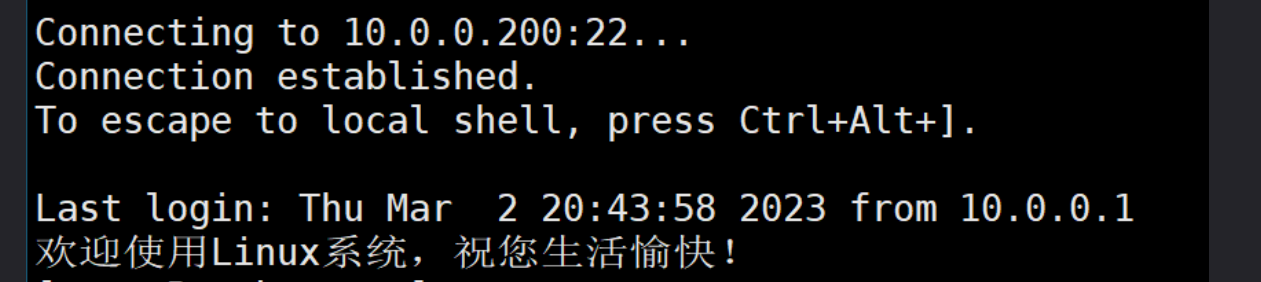 Connecting to 10.0.0.200:22...
Connection established.
To escape to local shell, press Ctrl+Alt+].
Last login: Thu Mar  2 20:43:58 2023 from 10.0.0.1
欢迎使用Linux系统，祝您生活愉快！